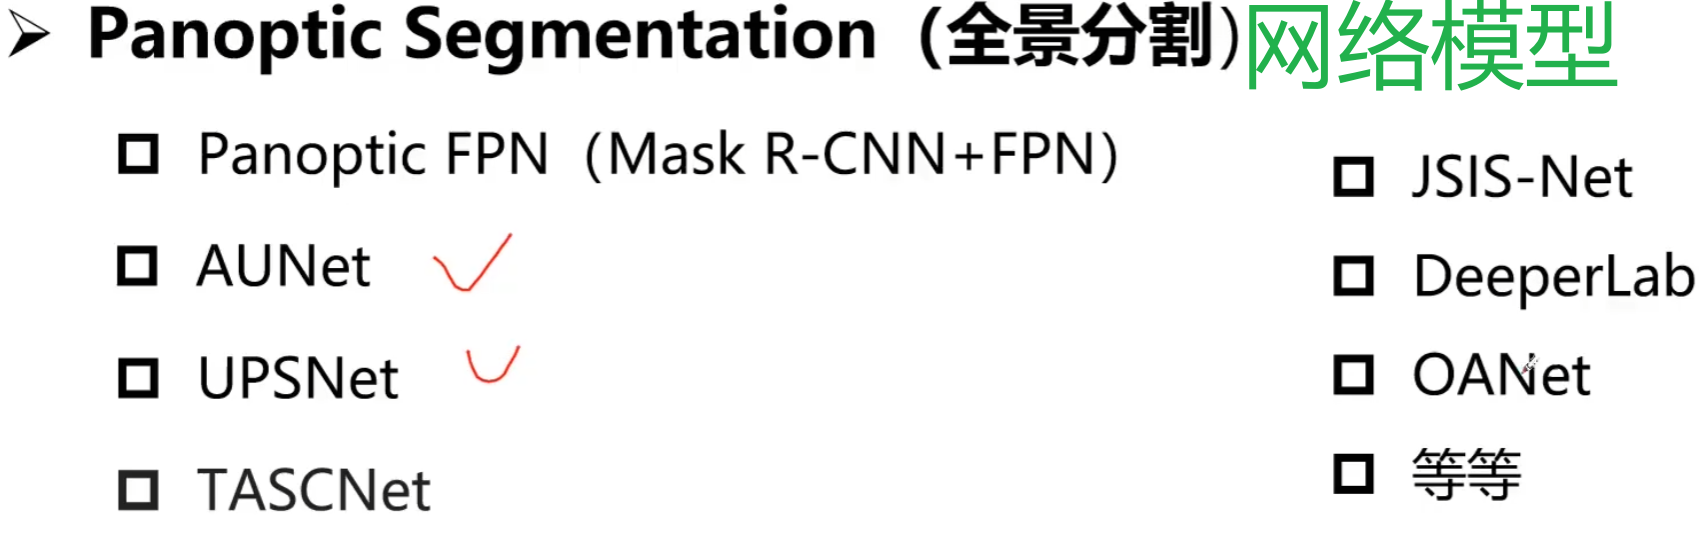 Panoptic Segmentation（全景分割）网络模型
Panoptic FPN（Mask R-CNN+FPN）
AUNet
UPSNet
TASCNet
JSIS-Net
DeeperLab
OANet
等等